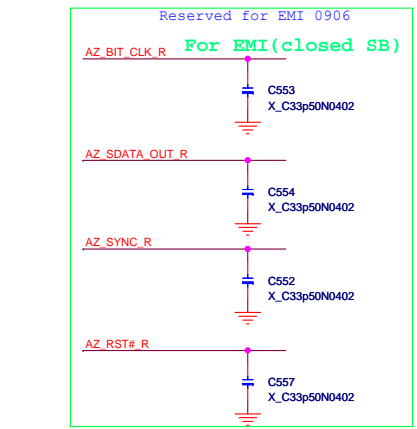 Reserved for EMI 0906
For EMI(closed SB)
AZ_BIT_CLK_R
C553
X_C33p50N0402
AZ_SDATA_OUT_R
C554
X_C33p50N0402
AZ_SYNC_R
C552
X_C33p50N0402
AZ_RST#_R
C557
X_C33p50N0402